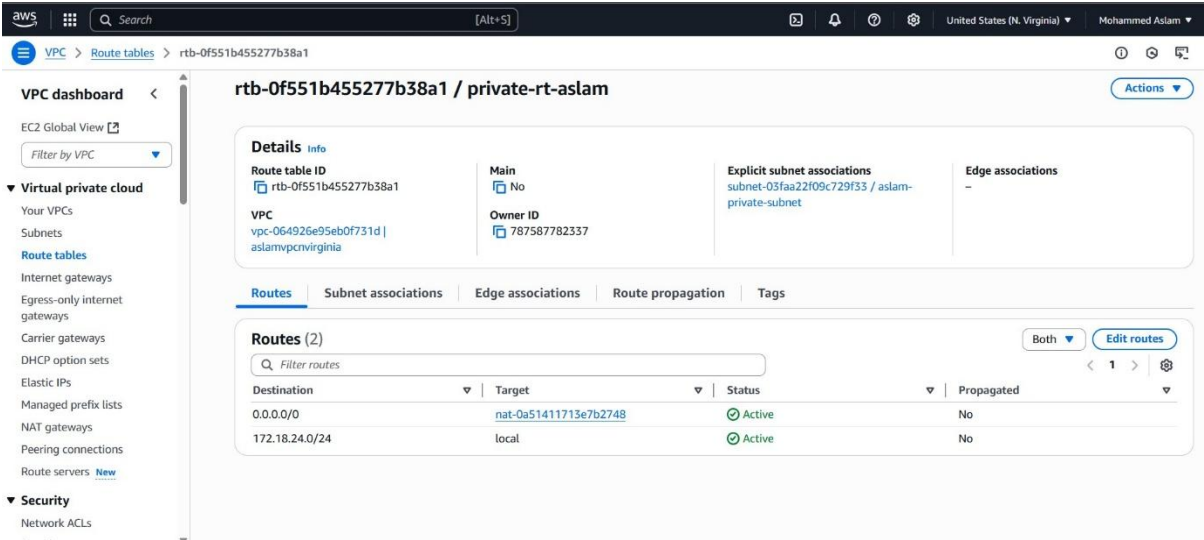 aws
Search
[Alt+S]
United States (N. Virginia) ▼
Mohammed Aslam ▼
VPC > Route tables > rtb-0f551b455277b38a1
VPC dashboard
EC2 Global View
Filter by VPC
Virtual private cloud
Your VPCs
Subnets
Route tables
Internet gateways
Egress-only internet
gateways
Carrier gateways
DHCP option sets
Elastic IPs
Managed prefix lists
NAT gateways
Peering connections
Route servers New
Security
Network ACLs
rtb-0f551b455277b38a1 / private-rt-aslam
Actions ▼
Details Info
Route table ID
rtb-0f551b455277b38a1
Main
No
Explicit subnet associations
subnet-03faa22f09c729f33 / aslam-
private-subnet
Edge associations
–
VPC
vpc-064926e95eb0f731d |
aslamvpcnvirginia
Owner ID
787587782337
Routes
Subnet associations
Edge associations
Route propagation
Tags
Routes (2)
Both ▼
Edit routes
Filter routes
< 1 >
Destination Target Status Propagated
0.0.0.0/0 nat-0a51411713e7b2748 Active No
172.18.24.0/24 local Active No